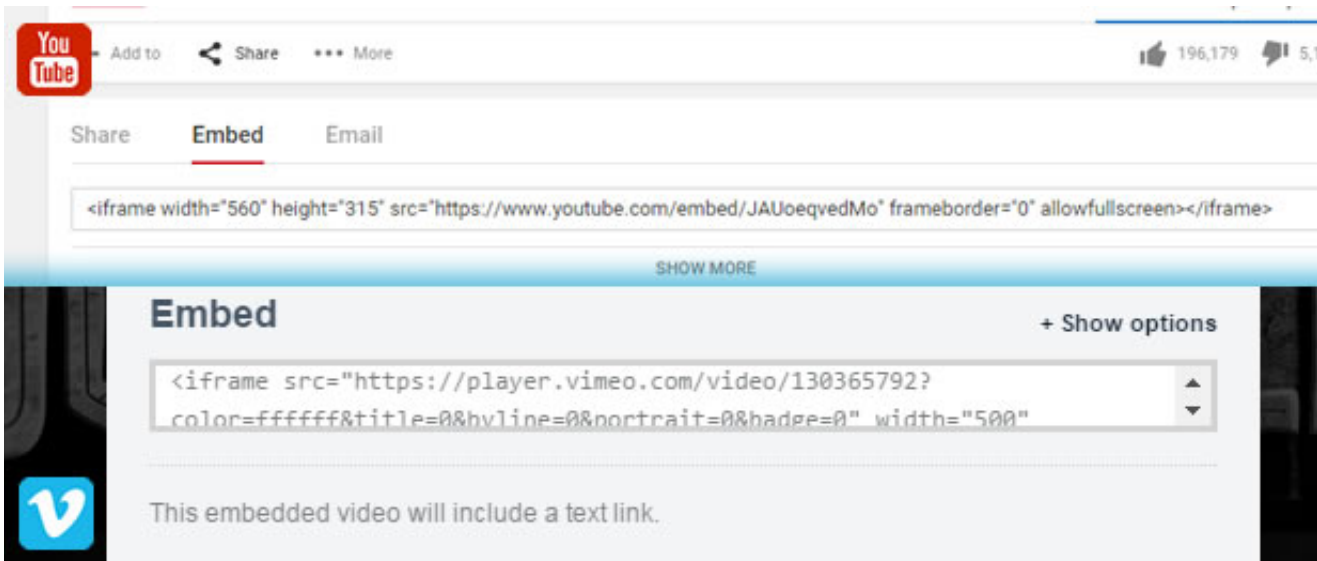 You
Tube
Add to Share More 196,179
Share Embed Email
<iframe width="560" height="315" src="https://www.youtube.com/embed/JAUoeqvedMo" frameborder="0" allowfullscreen></iframe>
SHOW MORE
Embed
+ Show options
<iframe src="https://player.vimeo.com/video/130365792?
color=ffffff&title=0&byline=0&portrait=0&badge=0" width="500"
This embedded video will include a text link.